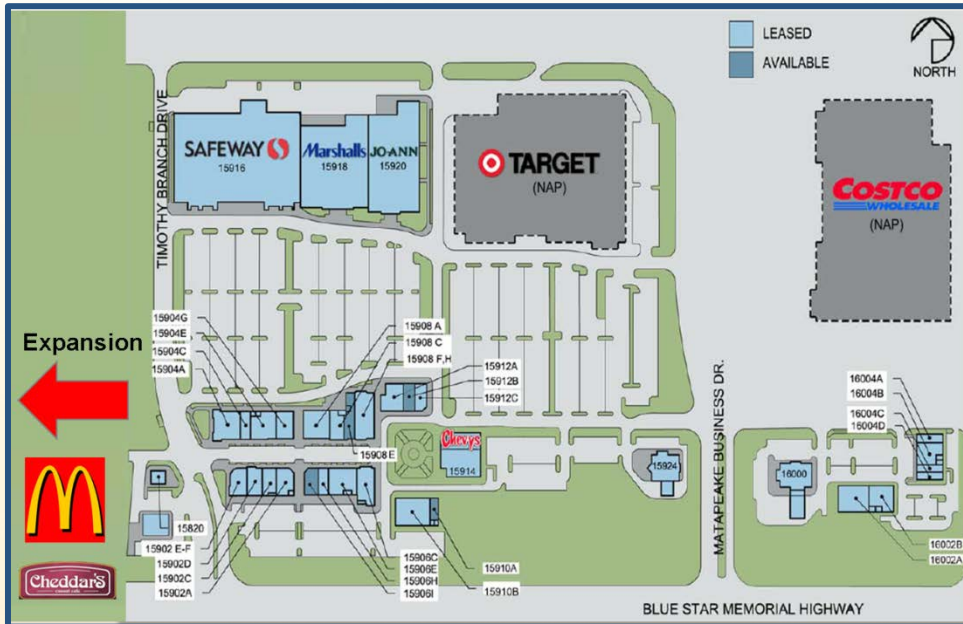 LEASED
AVAILABLE
NORTH
TIMOTHY BRANCH DRIVE
SAFEWAY
15916
Marshalls
15918
JO-ANN
15920
TARGET
(NAP)
COSTCO
WHOLESALE
(NAP)
Expansion
15904G
15904E
15904C
15904A
15908 A
15908 C
15908 F,H
15908 E
15912A
15912B
15912C
Chevys
15914
15924
MATAPEAKE BUSINESS DR.
16000
16004A
16004B
16004C
16004D
16002B
16002A
15820
15902 E-F
15902D
15902C
15902A
15906C
15906E
15906H
15906I
15910A
15910B
Cheddar's
BLUE STAR MEMORIAL HIGHWAY